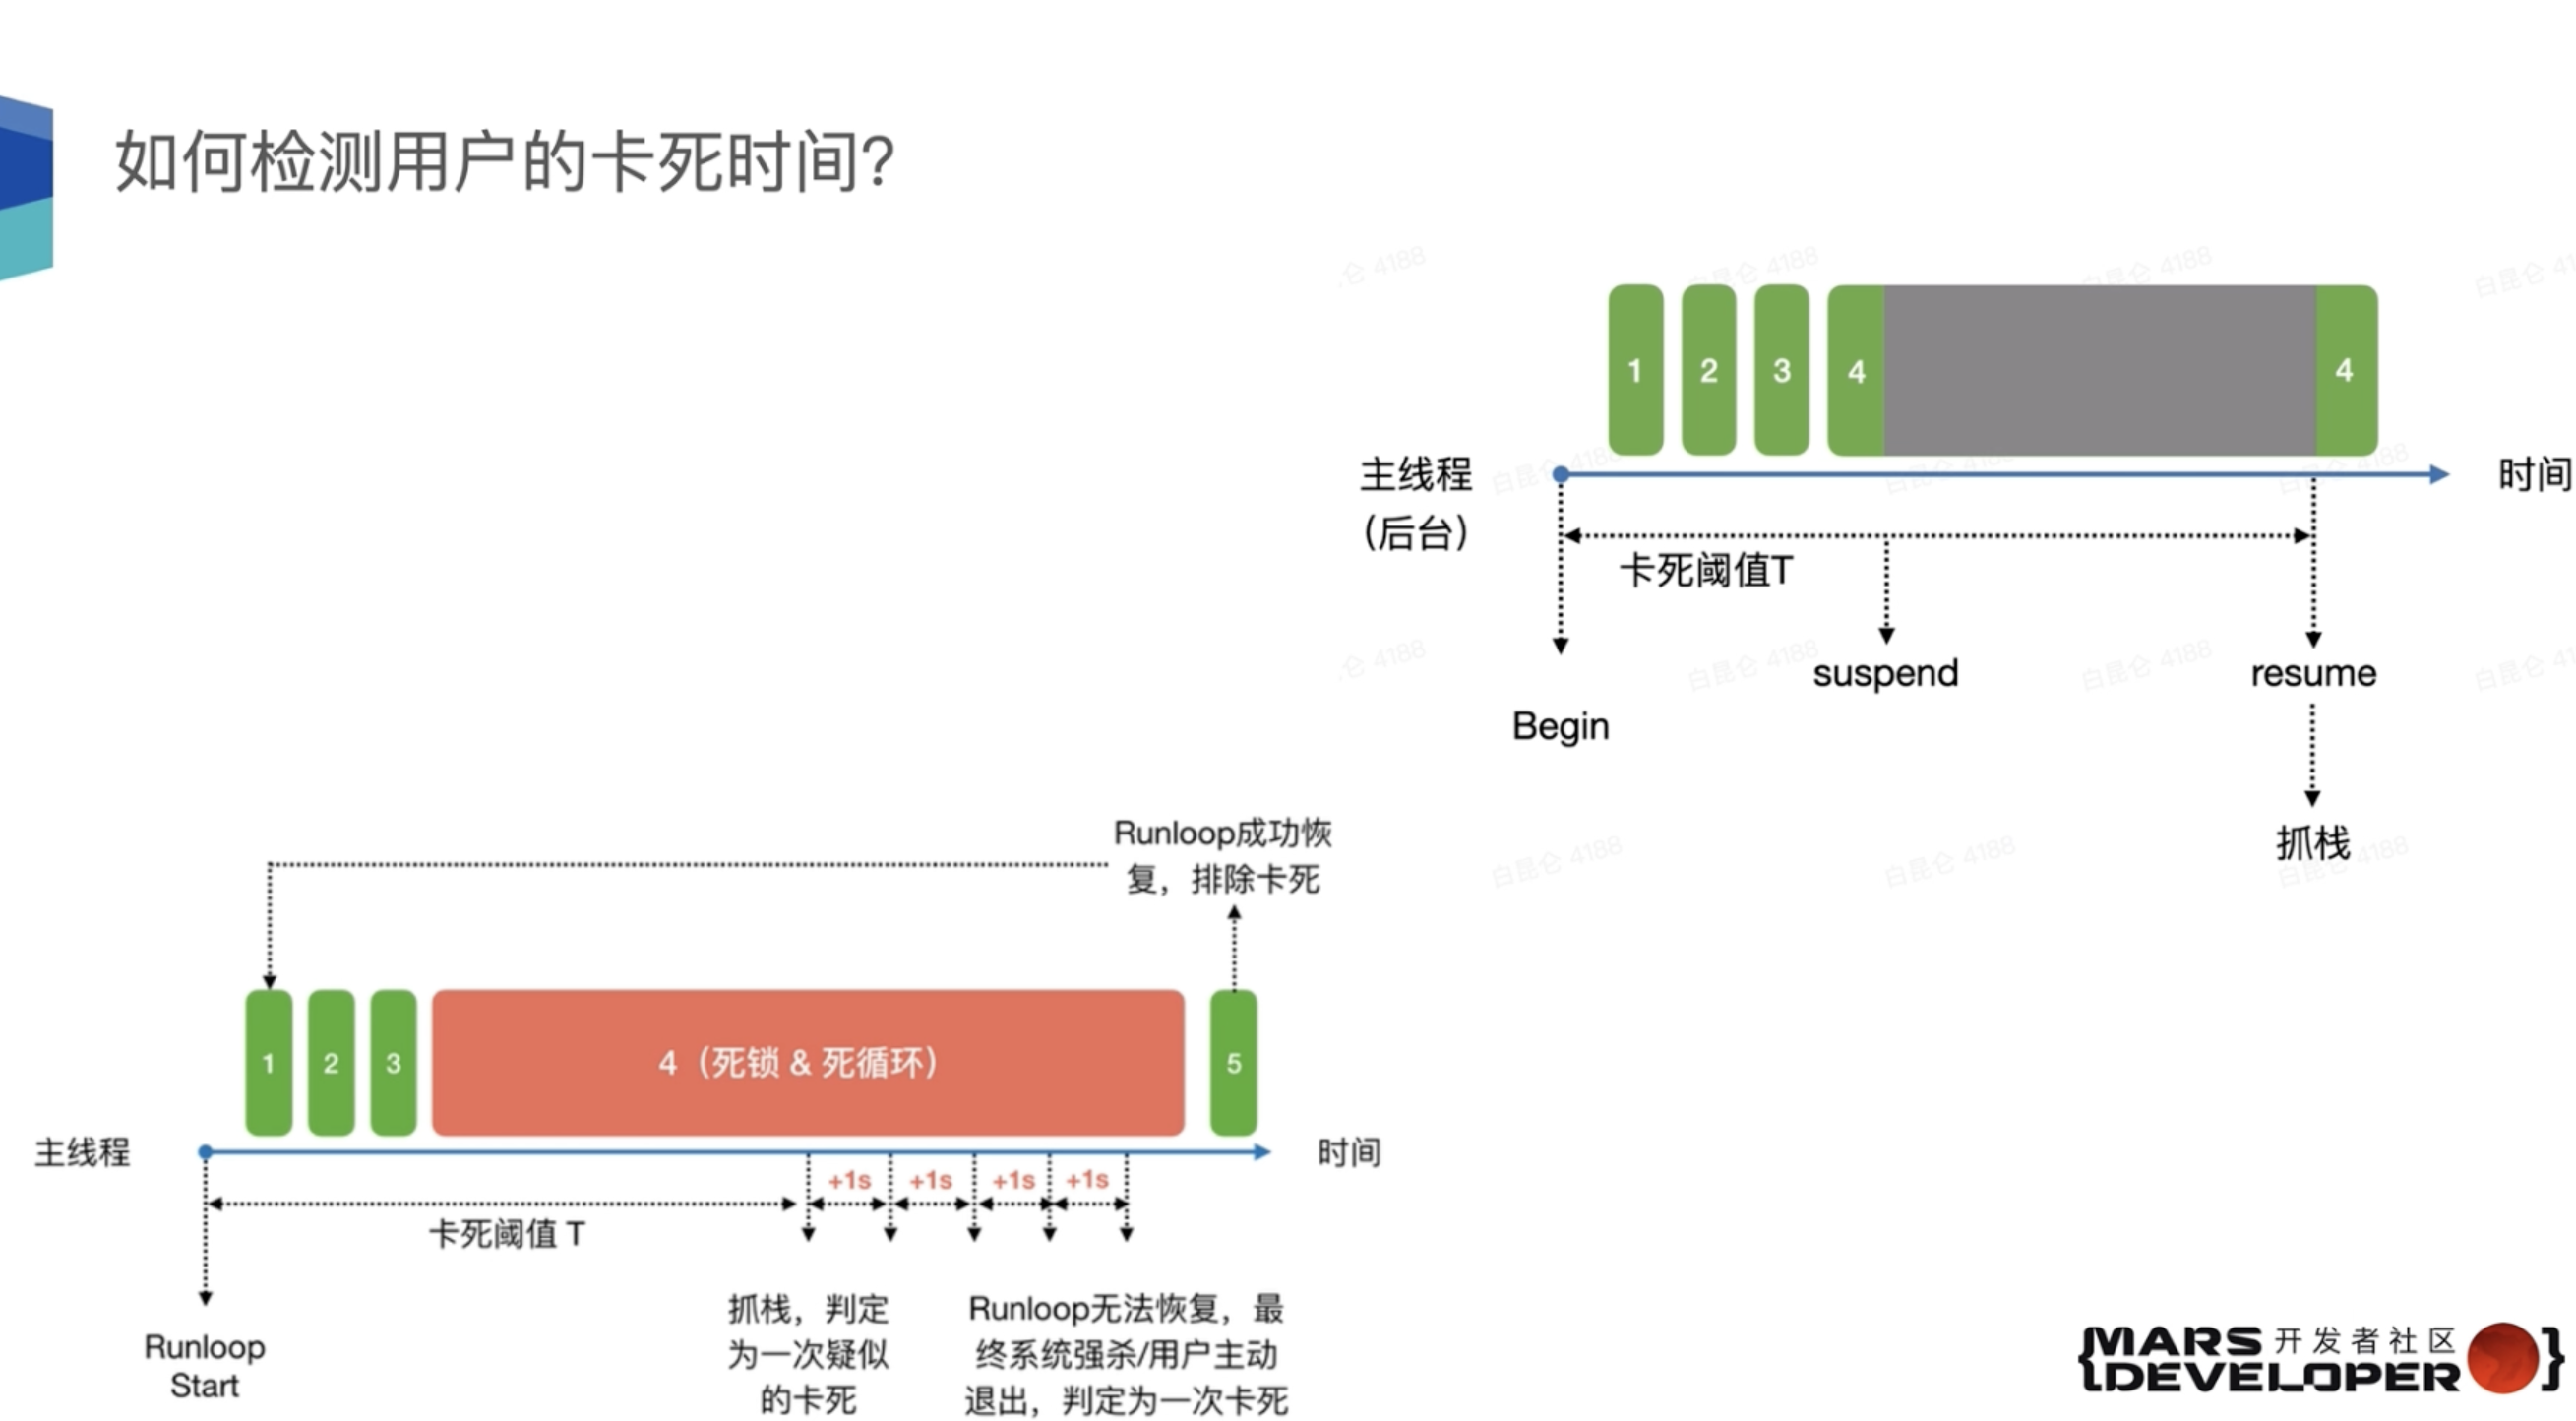 如何检测用户的卡死时间?
白昆仑 4188
1
2
3
4
4
主线程
(后台)
时间
卡死阈值T
suspend
resume
Begin
抓栈
Runloop成功恢
复，排除卡死
1
2
3
4（死锁 & 死循环）
5
主线程
时间
+1s
+1s
+1s
+1s
卡死阈值 T
Runloop
Start
抓栈，判定
为一次疑似
的卡死
Runloop无法恢复，最
终系统强杀/用户主动
退出，判定为一次卡死
{MARS 开发者社区
DEVELOPER }